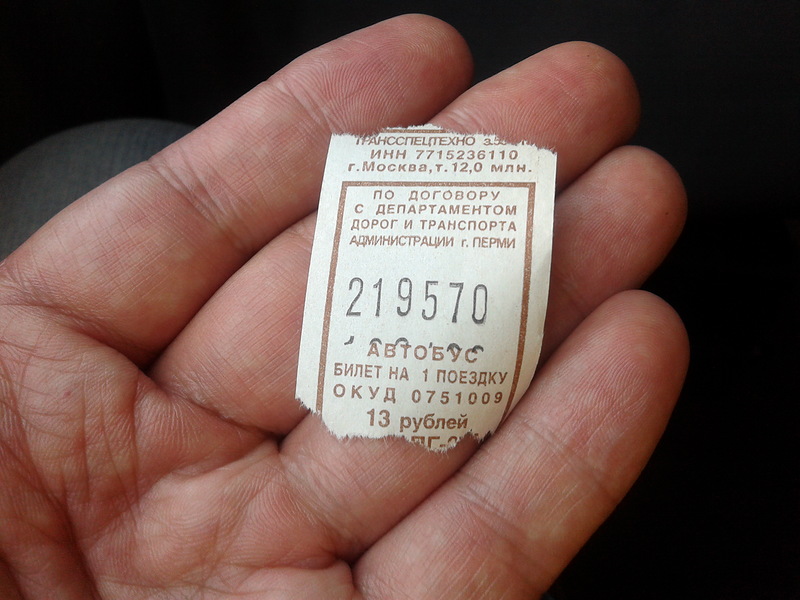 ТРАНССПЕЦТЕХНО
ИНН 7715236110
г.Москва,т.12,0 млн.
ПО ДОГОВОРУ
С ДЕПАРТАМЕНТОМ
ДОРОГ И ТРАНСПОРТА
АДМИНИСТРАЦИИ г. ПЕРМИ
219570
АВТОБУС
БИЛЕТ НА 1 ПОЕЗДКУ
ОКУД 0751009
13 рублей